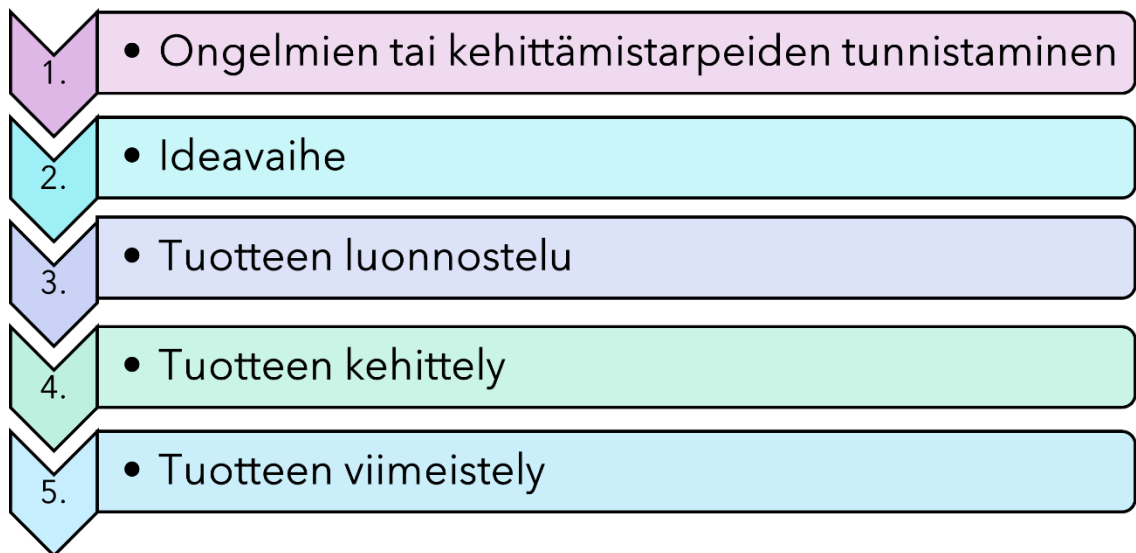 1. • Ongelmien tai kehittämistarpeiden tunnistaminen
2. • Ideavaihe
3. • Tuotteen luonnostelu
4. • Tuotteen kehittely
5. • Tuotteen viimeistely